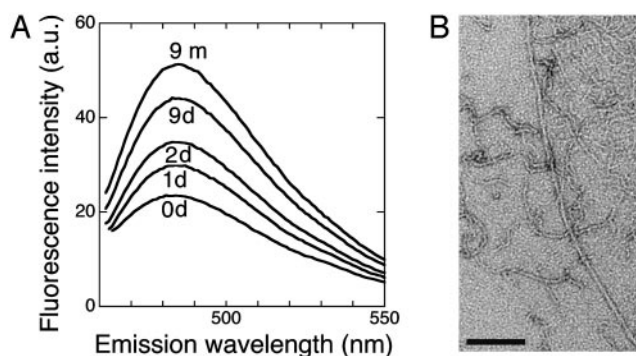 A
B
Fluorescence intensity (a.u.)
60
40
20
0
9 m
9d
2d
1d
0d
500
550
Emission wavelength (nm)